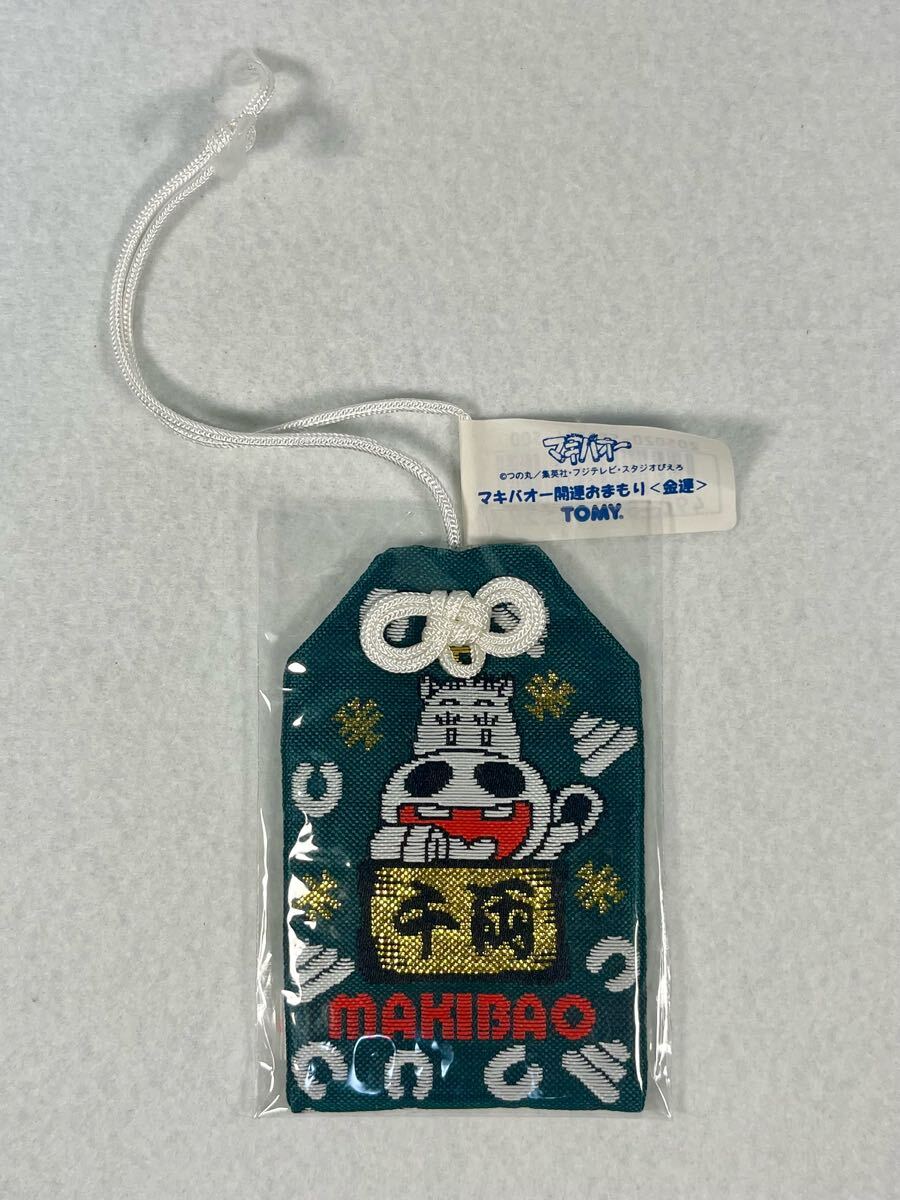 マキバオー
©つの丸／集英社・フジテレビ・スタジオぴえろ
マキバオー開運おまもり＜金運＞
TOMY
千両
MAKIBAO